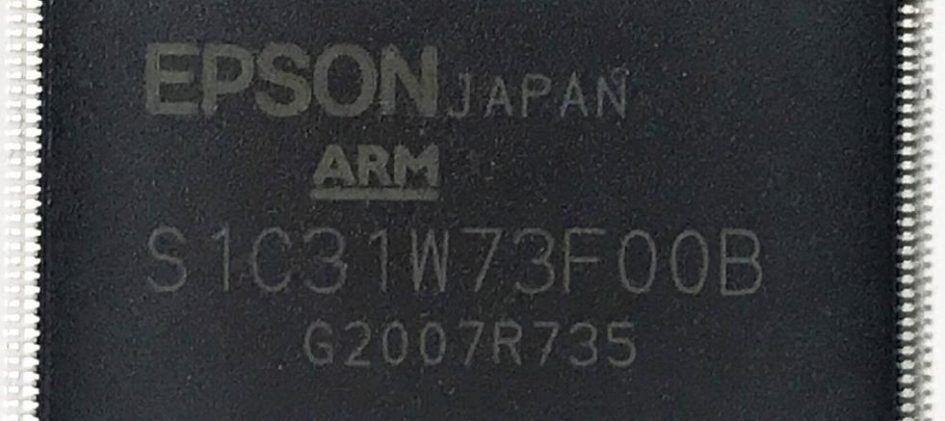 EPSON JAPAN
ARM
S1C31W73F00B
G2007R735